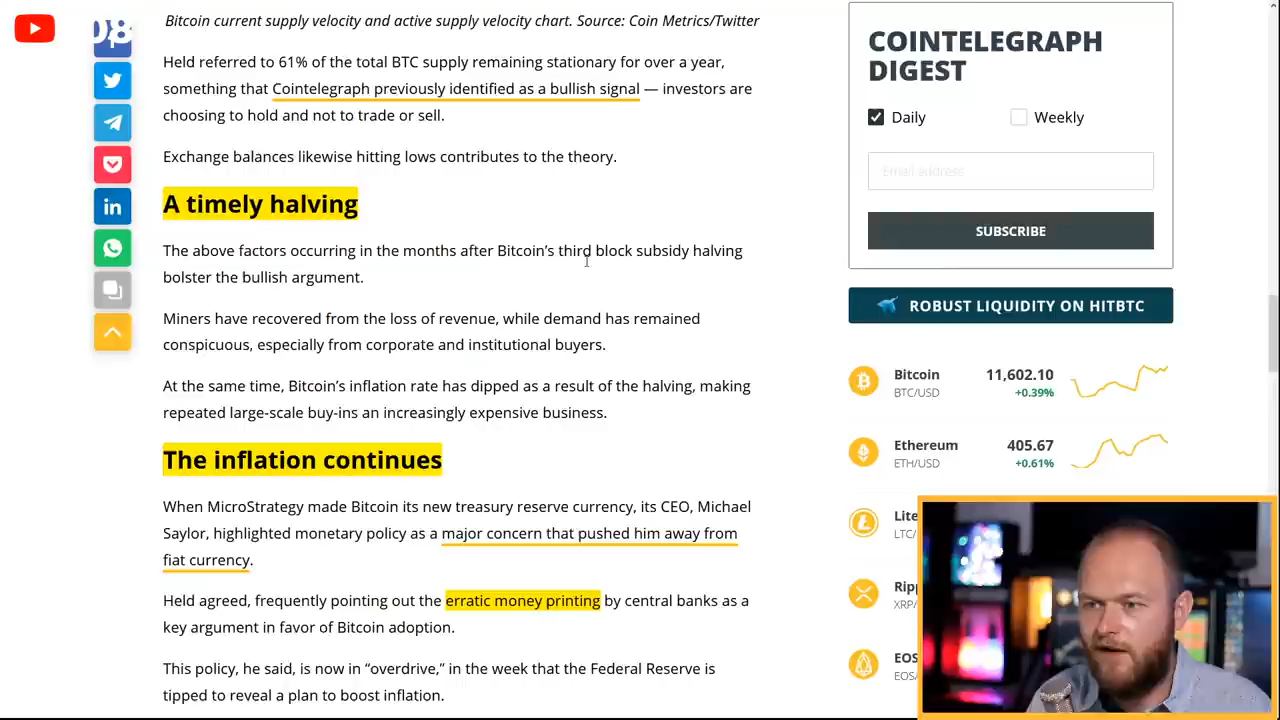 Bitcoin current supply velocity and active supply velocity chart. Source: Coin Metrics/Twitter
Held referred to 61% of the total BTC supply remaining stationary for over a year,
something that Cointelegraph previously identified as a bullish signal — investors are
choosing to hold and not to trade or sell.
Exchange balances likewise hitting lows contributes to the theory.
A timely halving
The above factors occurring in the months after Bitcoin’s third block subsidy halving
bolster the bullish argument.
Miners have recovered from the loss of revenue, while demand has remained
conspicuous, especially from corporate and institutional buyers.
At the same time, Bitcoin’s inflation rate has dipped as a result of the halving, making
repeated large-scale buy-ins an increasingly expensive business.
The inflation continues
When MicroStrategy made Bitcoin its new treasury reserve currency, its CEO, Michael
Saylor, highlighted monetary policy as a major concern that pushed him away from
fiat currency.
Held agreed, frequently pointing out the erratic money printing by central banks as a
key argument in favor of Bitcoin adoption.
This policy, he said, is now in “overdrive,” in the week that the Federal Reserve is
tipped to reveal a plan to boost inflation.
COINTELEGRAPH
DIGEST
Daily
Weekly
Email address
SUBSCRIBE
ROBUST LIQUIDITY ON HITBTC
Bitcoin 11,602.10
BTC/USD +0.39%
Ethereum 405.67
ETH/USD +0.61%
Lite
LTC/
Ripp
XRP/
EOS
EOS/